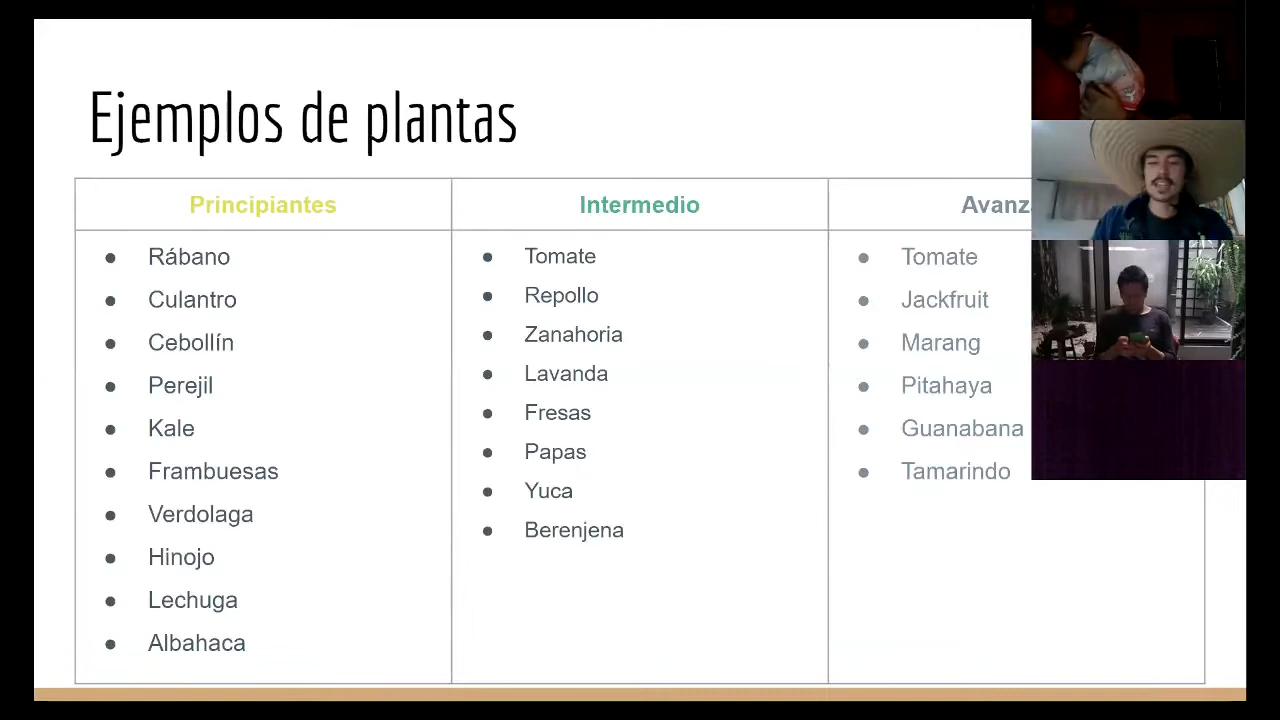 Ejemplos de plantas
Principiantes
Rábano
Culantro
Cebollín
Perejil
Kale
Frambuesas
Verdolaga
Hinojo
Lechuga
Albahaca
Intermedio
Tomate
Repollo
Zanahoria
Lavanda
Fresas
Papas
Yuca
Berenjena
Avanz
Tomate
Jackfruit
Marang
Pitahaya
Guanabana
Tamarindo